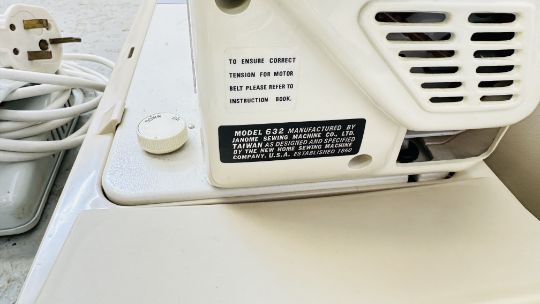 TO ENSURE CORRECT
TENSION FOR MOTOR
BELT PLEASE REFER TO
INSTRUCTION BOOK.
MODEL 632 MANUFACTURED BY
JANOME SEWING MACHINE CO., LTD.
TAIWAN AS DESIGNED AND SPECIFIED
BY THE NEW HOME SEWING MACHINE
COMPANY, U.S.A. ESTABLISHED 1860